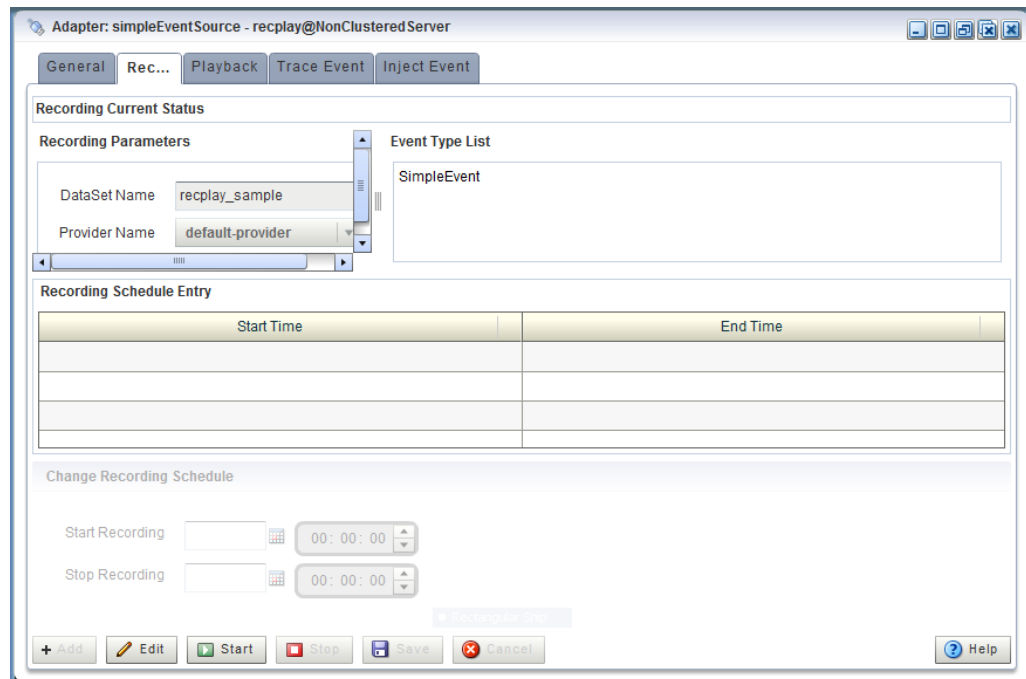 Adapter: simpleEventSource - recplay@NonClusteredServer
General Rec... Playback Trace Event Inject Event
Recording Current Status
Recording Parameters
DataSet Name recplay_sample
Provider Name default-provider
Event Type List
SimpleEvent
Recording Schedule Entry
Start Time End Time
Change Recording Schedule
Start Recording 00: 00: 00
Stop Recording 00: 00: 00
Rectangular Snip
+ Add Edit Start Stop Save Cancel ? Help